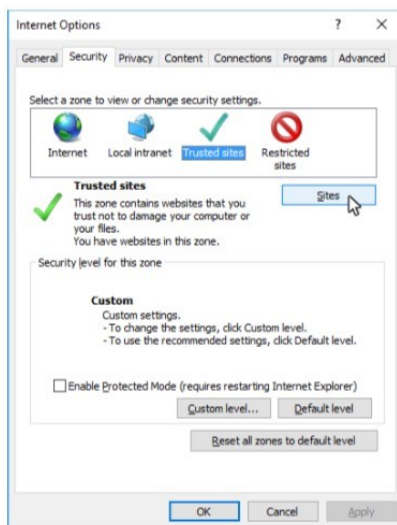 Internet Options
?
General Security Privacy Content Connections Programs Advanced
Select a zone to view or change security settings.
Internet Local intranet Trusted sites Restricted
sites
Trusted sites
This zone contains websites that you
trust not to damage your computer or
your files.
You have websites in this zone.
Sites
Security level for this zone
Custom
Custom settings.
- To change the settings, click Custom level.
- To use the recommended settings, click Default level.
Enable Protected Mode (requires restarting Internet Explorer)
Custom level... Default level
Reset all zones to default level
OK Cancel Apply